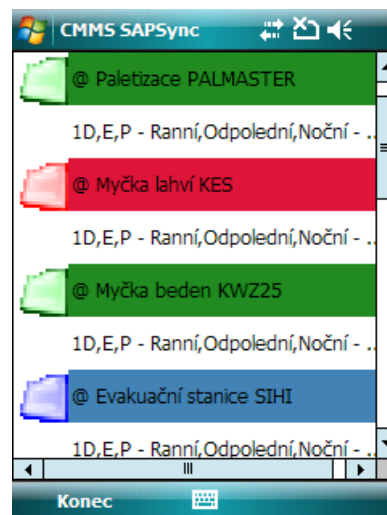 CMMS SAPSync
@ Paletizace PALMASTER
1D,E,P - Ranní,Odpolední,Noční - ..
@ Myčka lahví KES
1D,E,P - Ranní,Odpolední,Noční - ..
@ Myčka beden KWZ25
1D,E,P - Ranní,Odpolední,Noční - ..
@ Evakuační stanice SIHI
1D,E,P - Ranní,Odpolední,Noční - ..
Konec